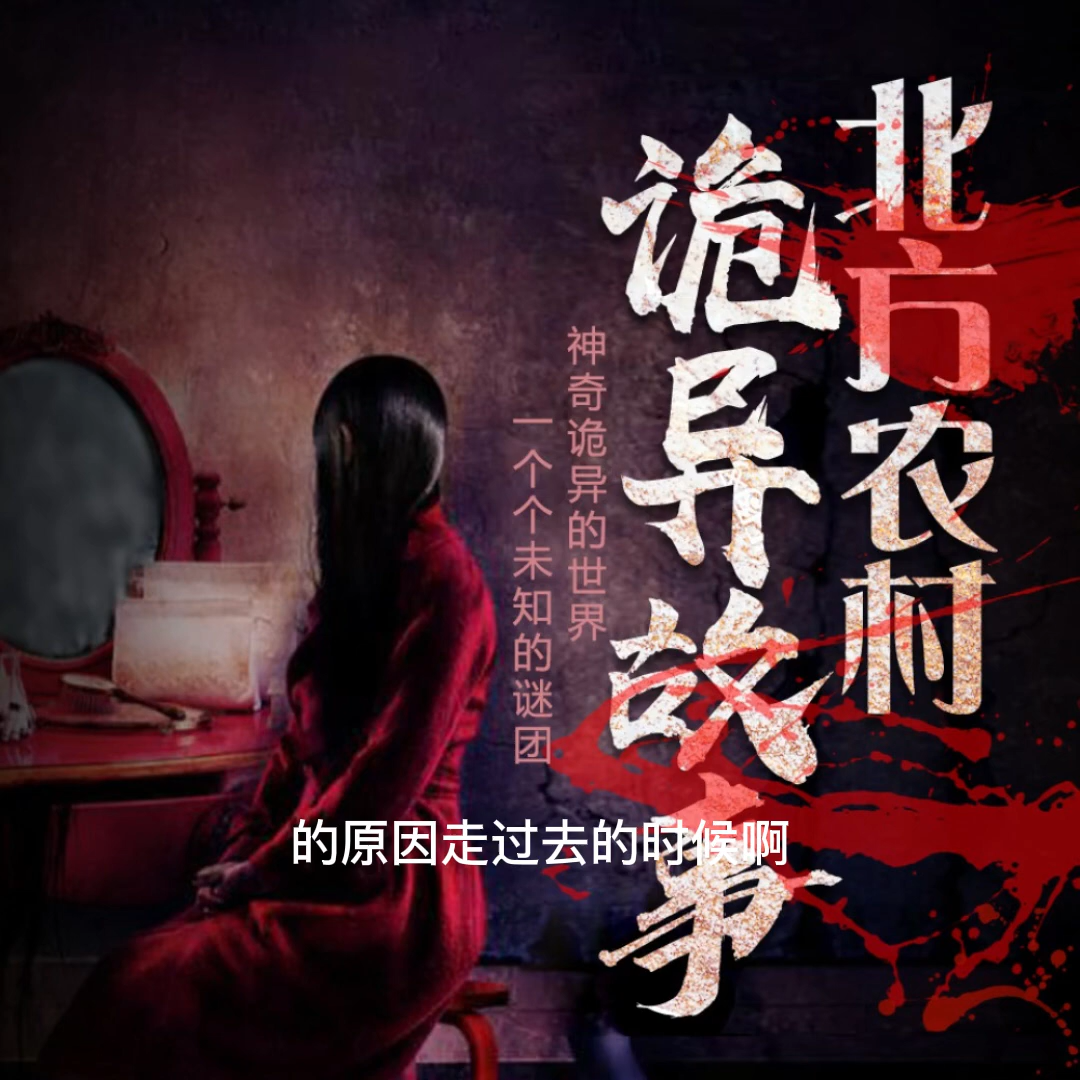 北方农村
诡异故事
神奇诡异的世界
一个个未知的谜团
的原因走过去的时候啊